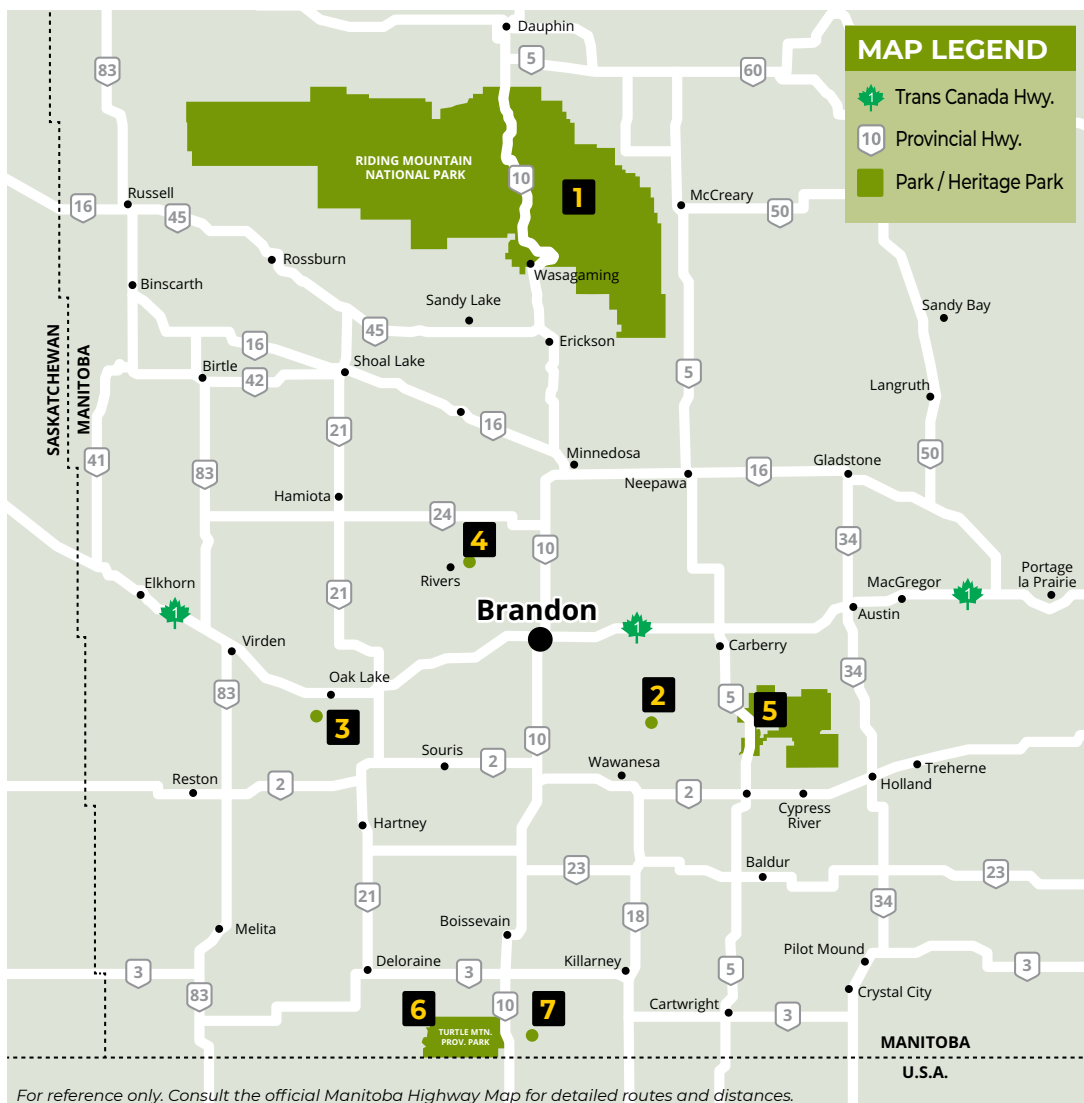 Dauphin
83
5
60
MAP LEGEND
1
Trans Canada Hwy.
10
Provincial Hwy.
Park / Heritage Park
RIDING MOUNTAIN
NATIONAL PARK
10
1
Russell
16
45
McCreary
50
Rossburn
Wasagaming
Binscarth
Sandy Lake
Sandy Bay
45
16
Erickson
SASKATCHEWAN
MANITOBA
Birtle
42
Shoal Lake
5
Langruth
21
16
41
83
Minnedosa
Neepawa
16
Gladstone
50
Hamiota
24
4
10
34
Rivers
21
Elkhorn
1
Brandon
1
MacGregor
1
Portage
la Prairie
Austin
Virden
Carberry
Oak Lake
34
83
2
5
5
3
10
Souris
2
Wawanesa
Treherne
Reston
2
2
Holland
Cypress
River
Hartney
23
Baldur
23
21
18
34
Melita
Boissevain
Pilot Mound
3
Deloraine
3
Killarney
5
3
Crystal City
83
6
10
7
Cartwright
3
TURTLE MTN.
PROV. PARK
MANITOBA
U.S.A.
For reference only. Consult the official Manitoba Highway Map for detailed routes and distances.